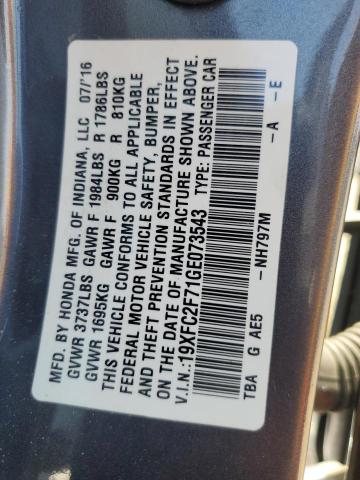 MFD. BY HONDA MFG. OF INDIANA, LLC 07/16
GVWR 3737LBS GAWR F 1984LBS R 1786LBS
GVWR 1695KG GAWR F 900KG R 810KG
THIS VEHICLE CONFORMS TO ALL APPLICABLE
FEDERAL MOTOR VEHICLE SAFETY, BUMPER,
AND THEFT PREVENTION STANDARDS IN EFFECT
ON THE DATE OF MANUFACTURE SHOWN ABOVE.
V.I.N.:19XFC2F71GE073543 TYPE: PASSENGER CAR
-NH797M -A -E
TBA G AE5